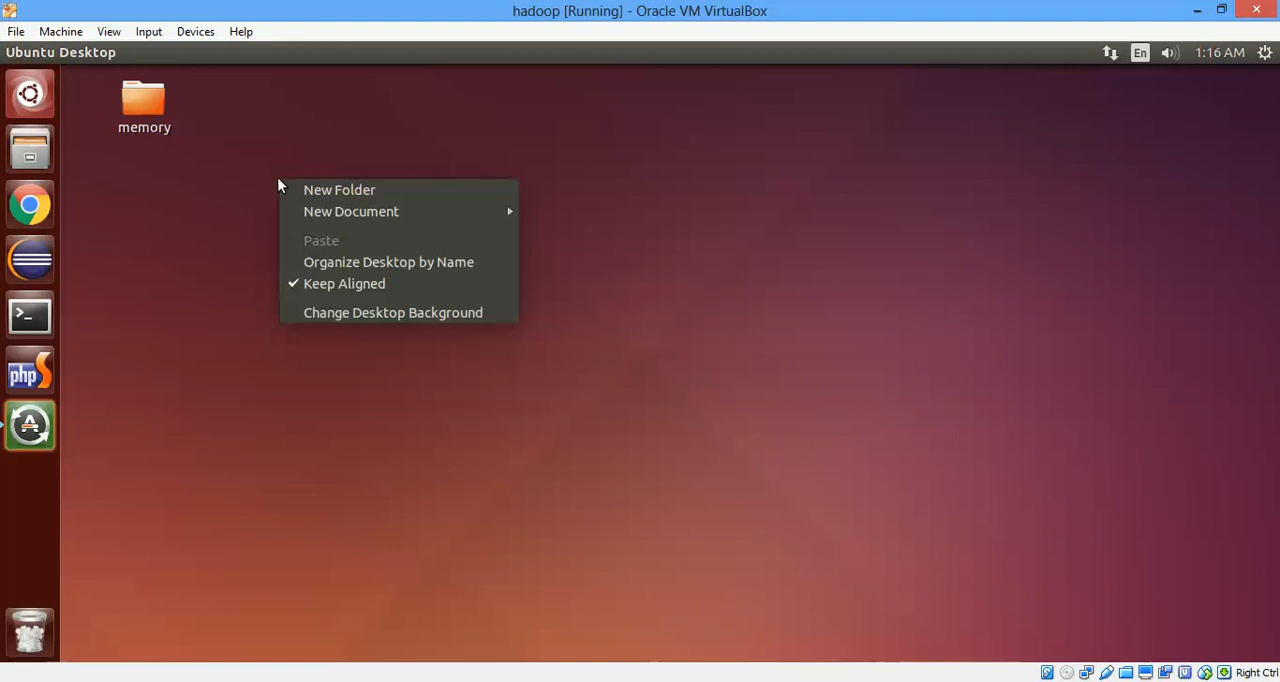 hadoop [Running] - Oracle VM VirtualBox
File Machine View Input Devices Help
Ubuntu Desktop En 1:16 AM
memory
New Folder
New Document
Paste
Organize Desktop by Name
Keep Aligned
Change Desktop Background
php
Right Ctrl